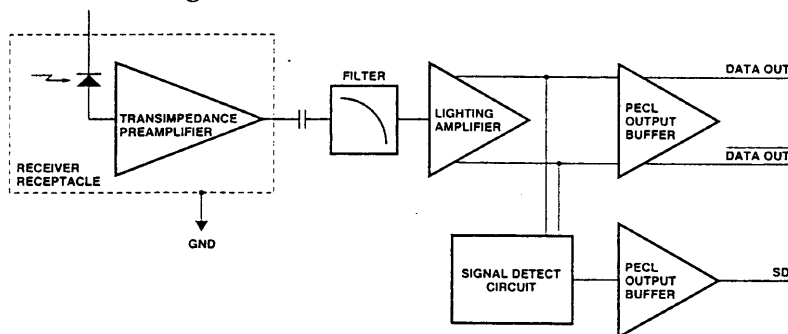 DATA OUT
FILTER
TRANSIMPEDANCE
PREAMPLIFIER
LIGHTING
AMPLIFIER
PECL
OUTPUT
BUFFER
DATA OUT
RECEIVER
RECEPTACLE
GND
SIGNAL DETECT
CIRCUIT
PECL
OUTPUT
BUFFER
SD